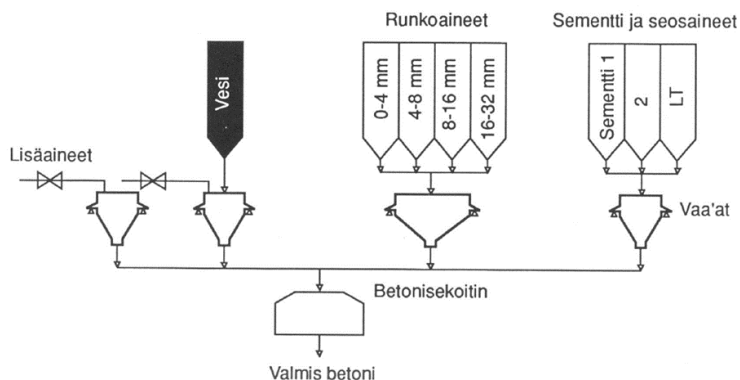 Runkoaineet
Sementti ja seosaineet
Vesi
0-4 mm
4-8 mm
8-16 mm
16-32 mm
Sementti 1
2
LT
Lisäaineet
Vaa'at
Betonisekoitin
Valmis betoni